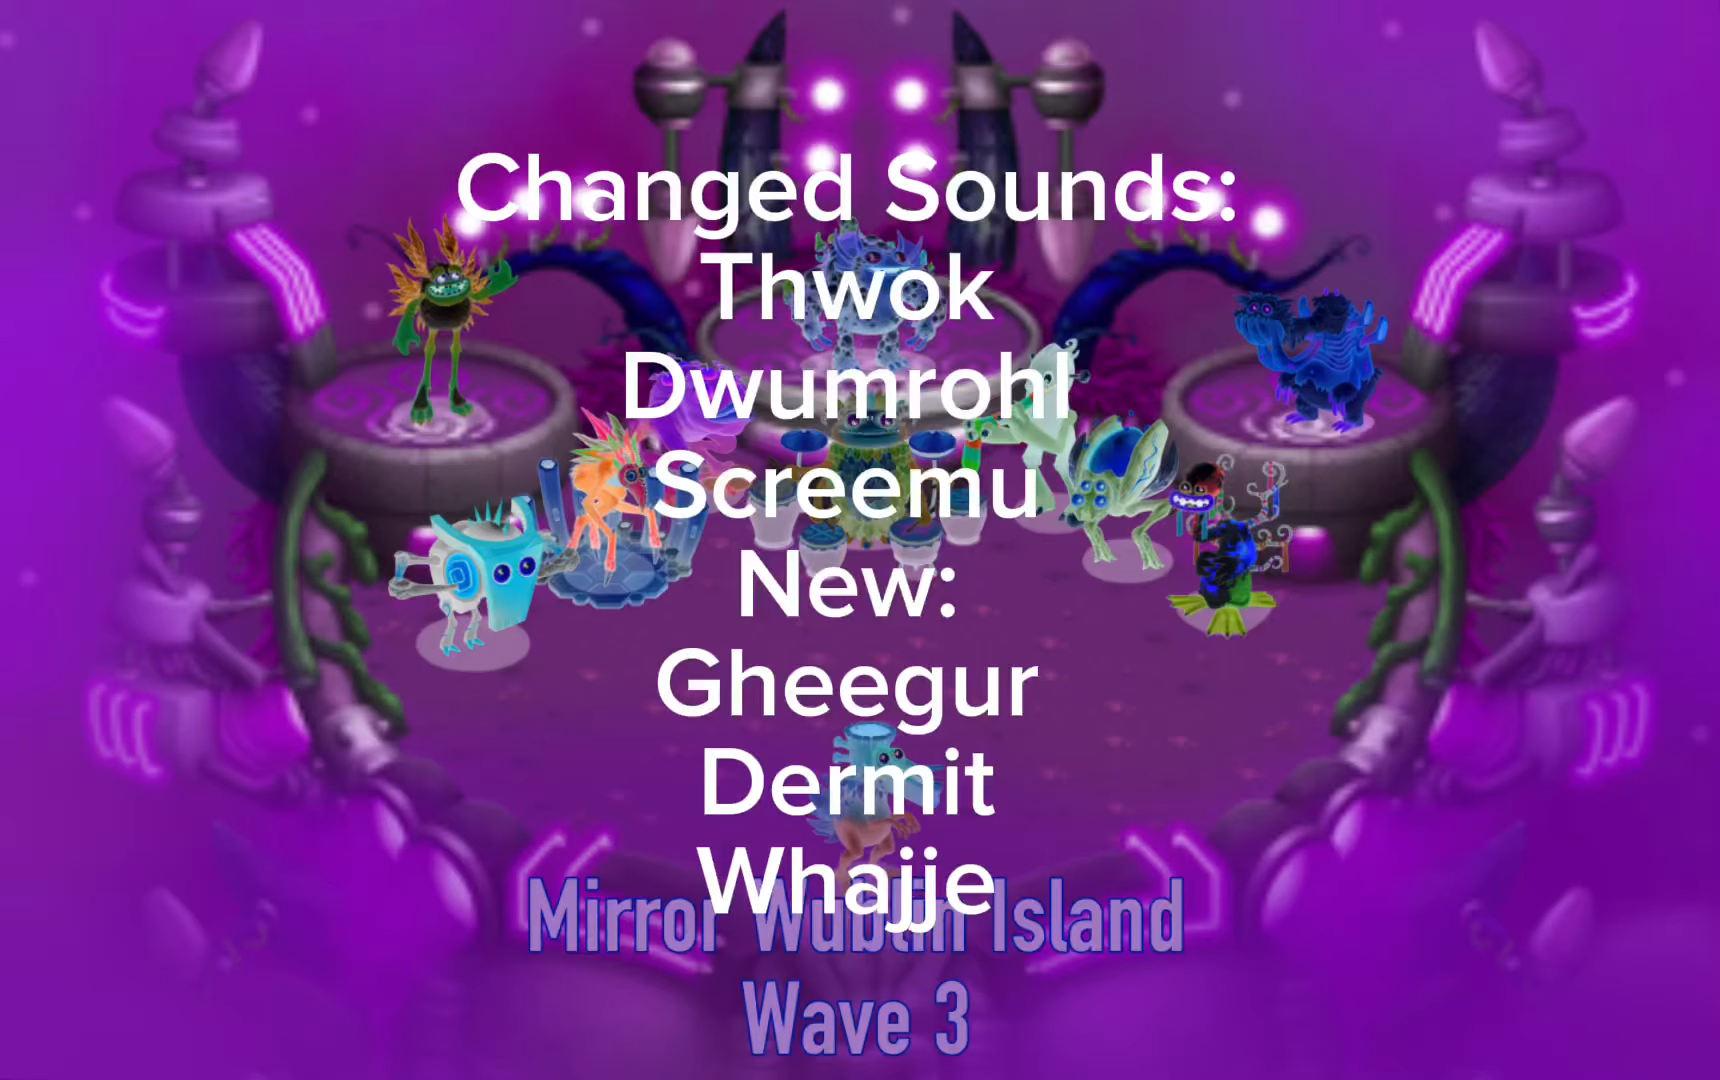 Changed Sounds:
Thwok
Dwumrohl
Screemu
New:
Gheegur
Dermit
Whajje
Mirror Wublin Island
Wave 3